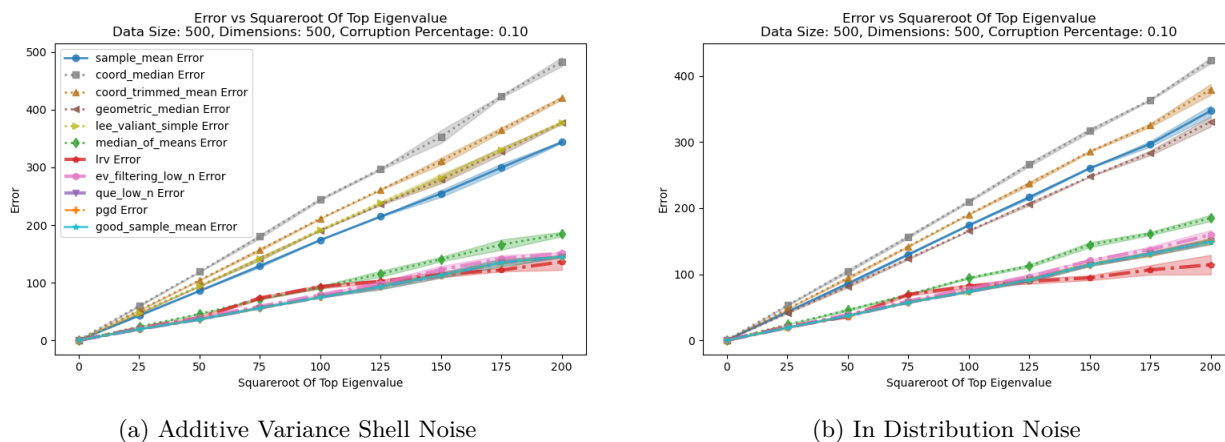 Error vs Squareroot Of Top Eigenvalue
Data Size: 500, Dimensions: 500, Corruption Percentage: 0.10
500
400
300
200
100
0
Error
sample_mean Error
coord_median Error
coord_trimmed_mean Error
geometric_median Error
lee_valiant_simple Error
median_of_means Error
lrv Error
ev_filtering_low_n Error
que_low_n Error
pgd Error
good_sample_mean Error
0 25 50 75 100 125 150 175 200
Squareroot Of Top Eigenvalue
(a) Additive Variance Shell Noise
Error vs Squareroot Of Top Eigenvalue
Data Size: 500, Dimensions: 500, Corruption Percentage: 0.10
400
300
200
100
0
Error
0 25 50 75 100 125 150 175 200
Squareroot Of Top Eigenvalue
(b) In Distribution Noise